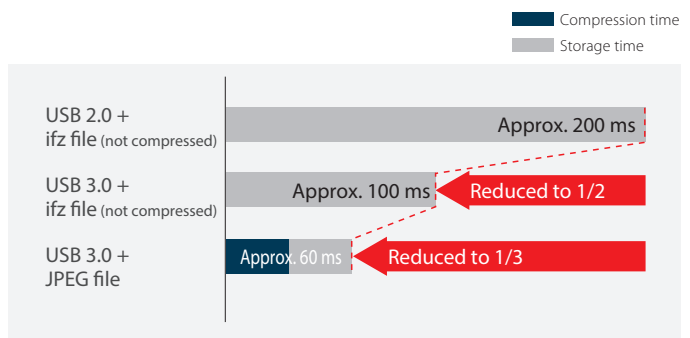 Compression time
Storage time
USB 2.0 +
ifz file (not compressed)
Approx. 200 ms
USB 3.0 +
ifz file (not compressed)
Approx. 100 ms
Reduced to 1/2
USB 3.0 +
JPEG file
Approx. 60 ms
Reduced to 1/3